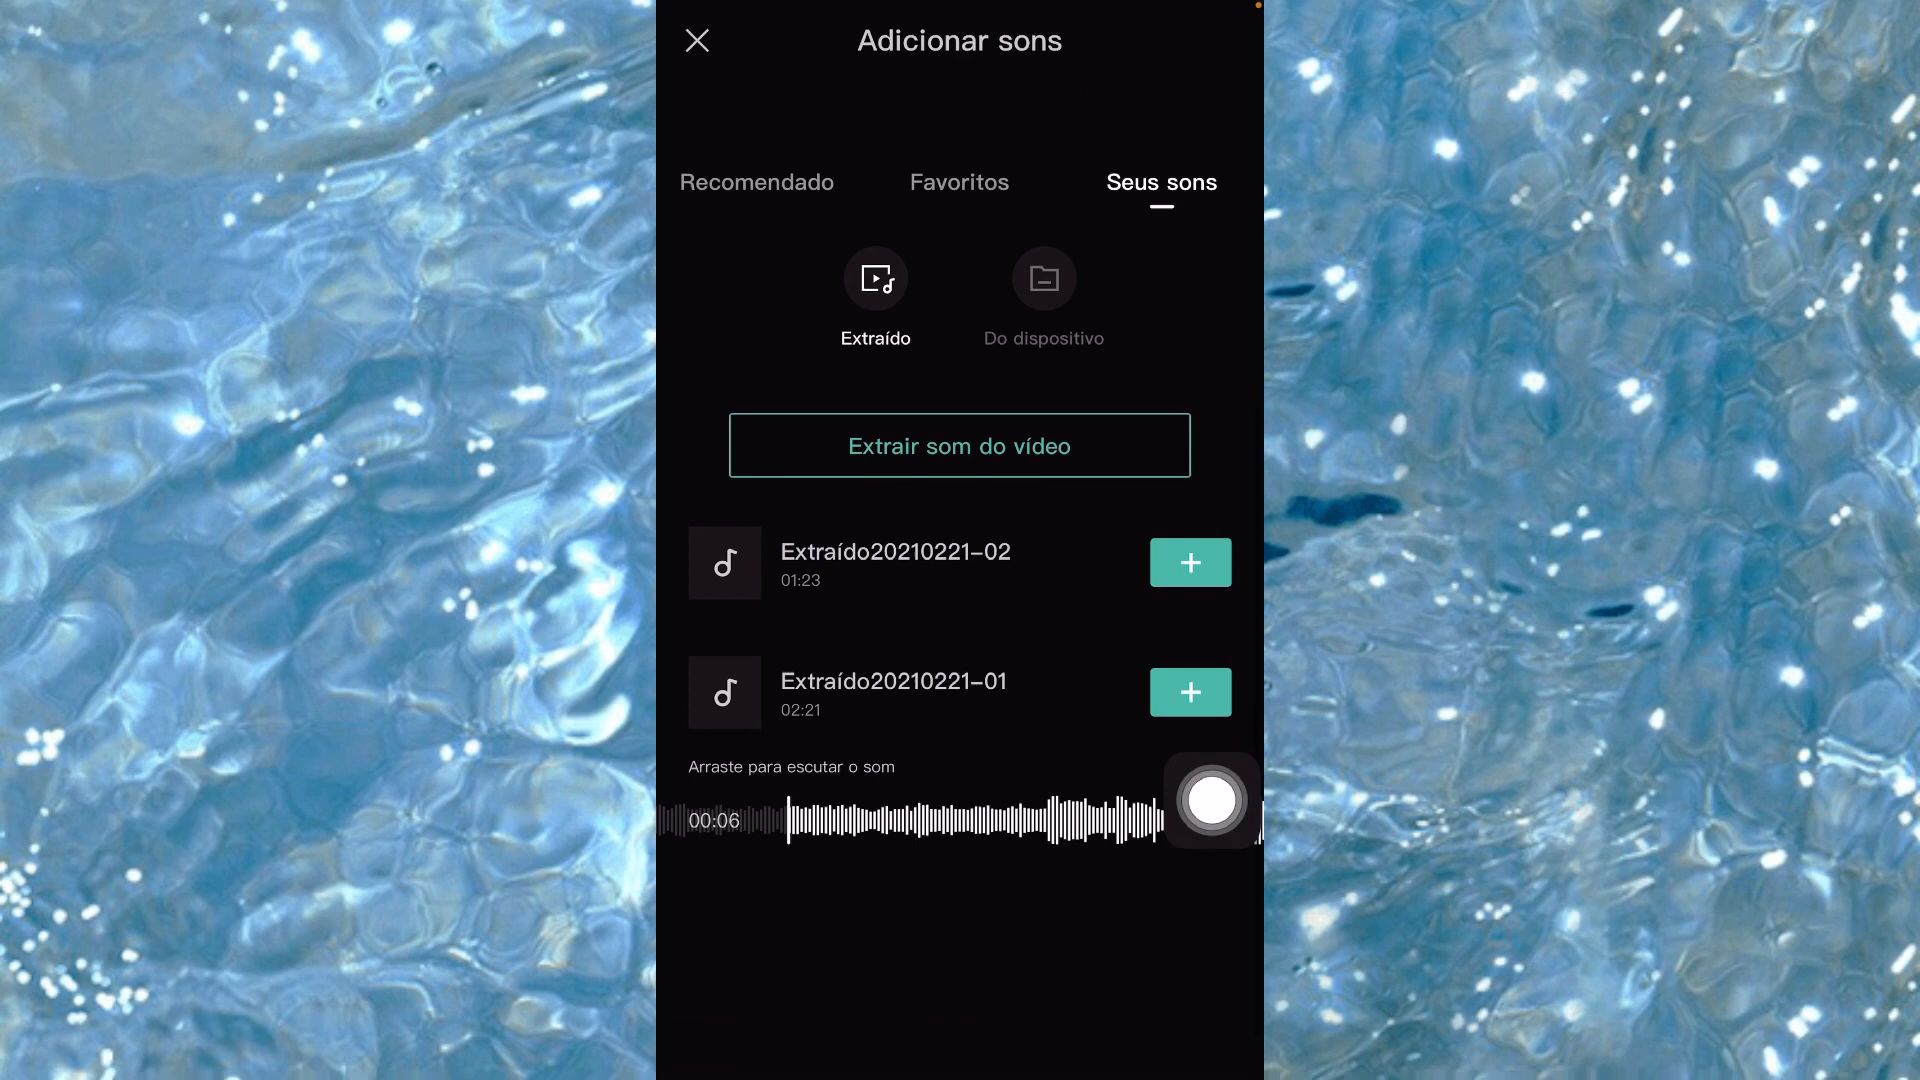 Adicionar sons
Recomendado
Favoritos
Seus sons
Extraído
Do dispositivo
Extrair som do vídeo
Extraído20210221–02
01:23
Extraído20210221–01
02:21
Arraste para escutar o som
00:06